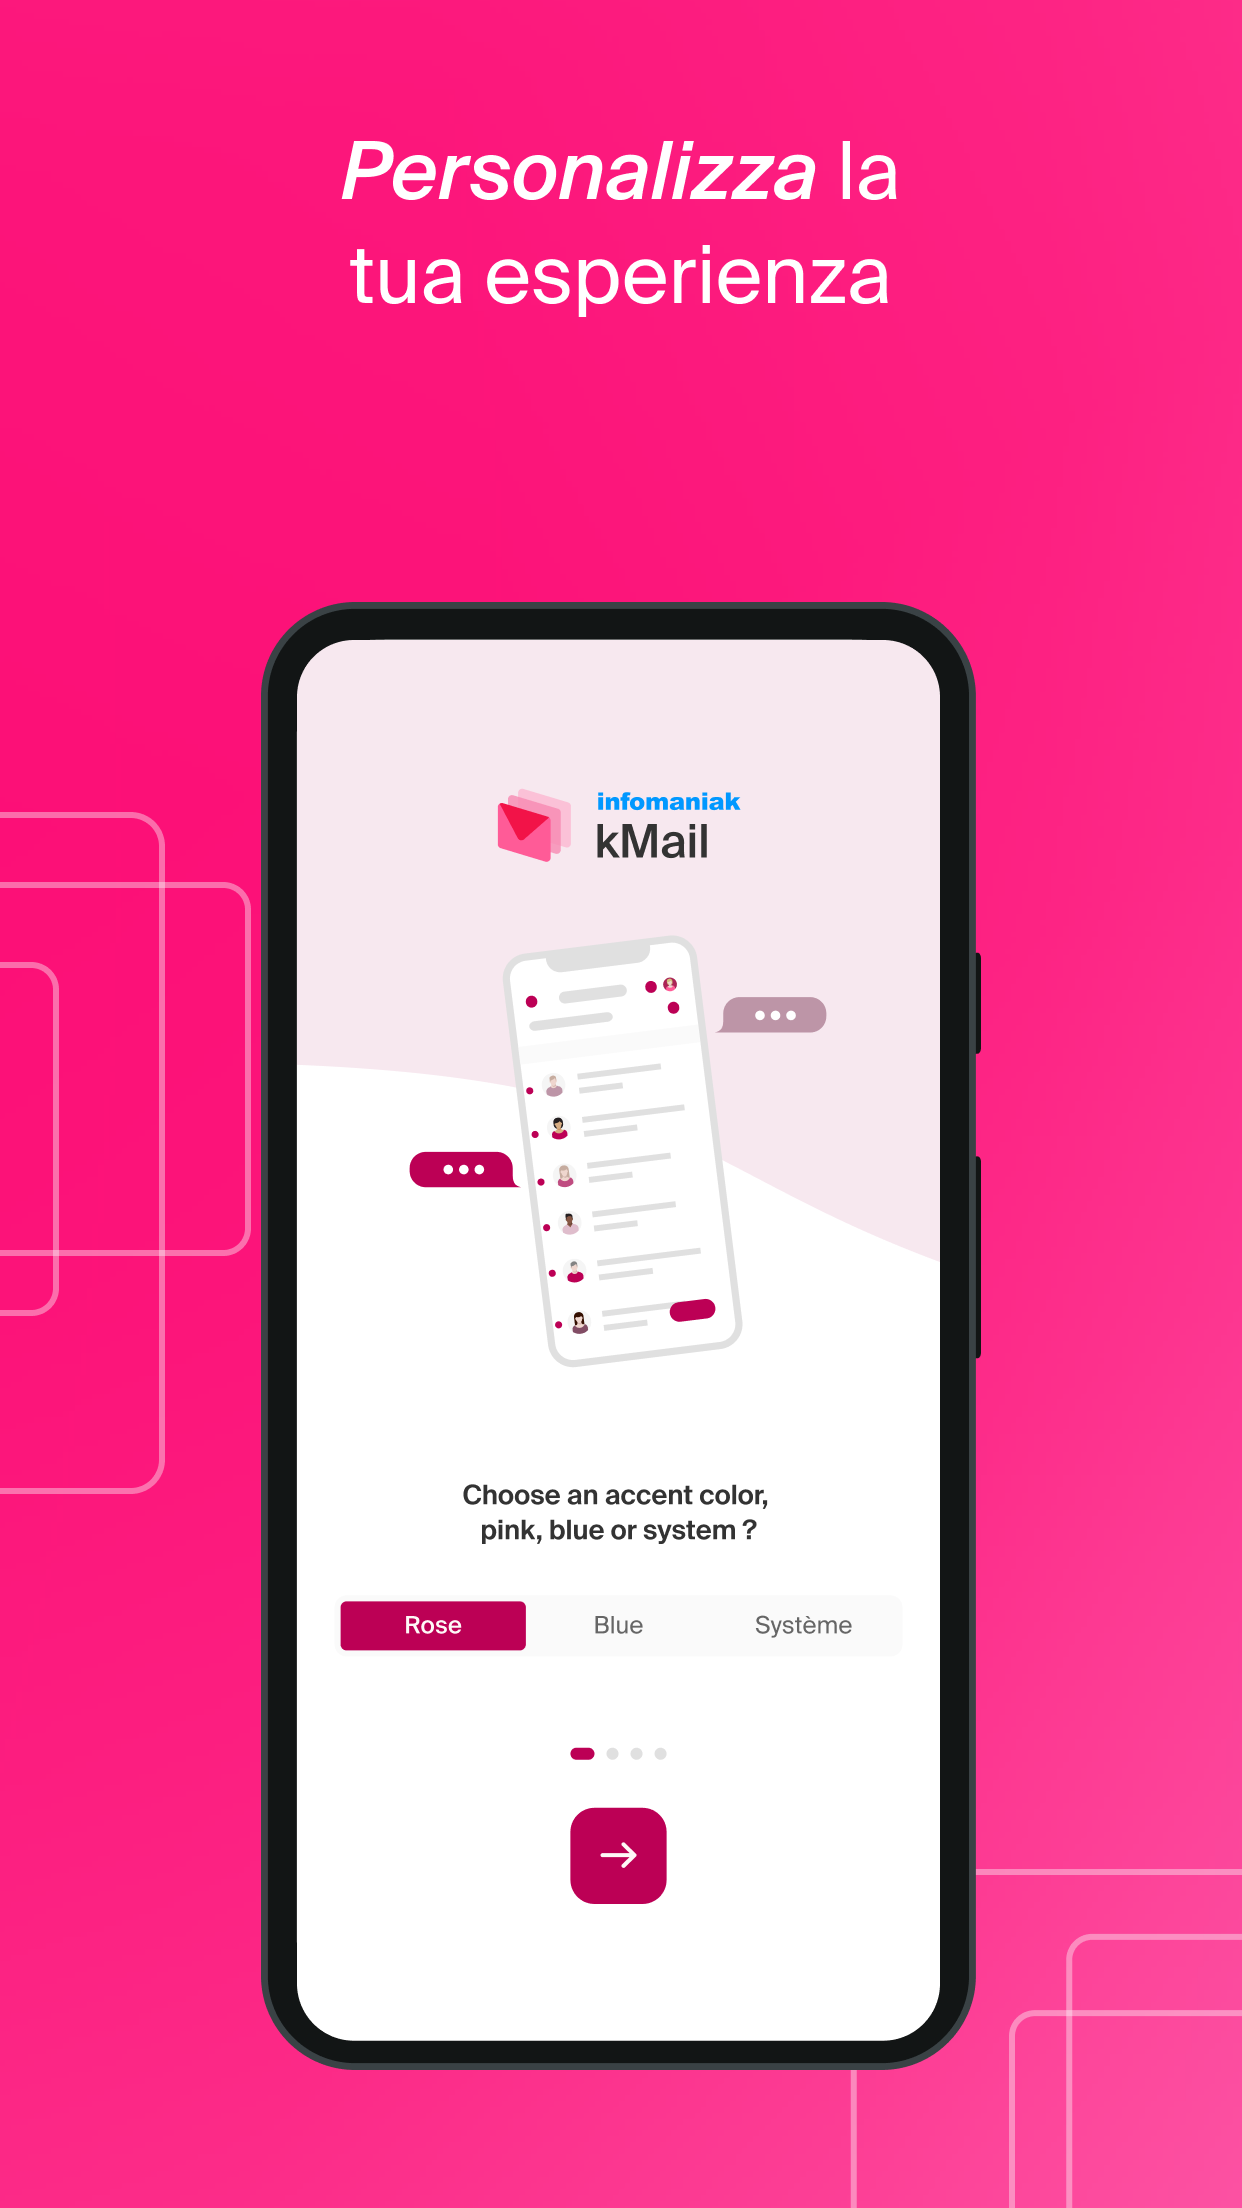 Personalizza la
tua esperienza
infomaniak
kMail
Choose an accent color,
pink, blue or system ?
Rose
Blue
Système